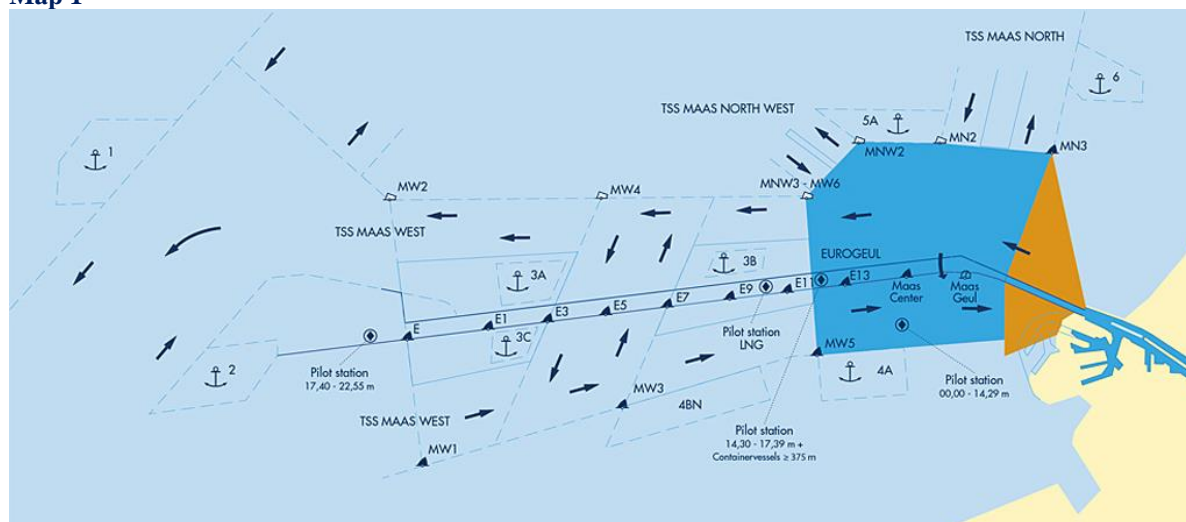 Map 1
TSS MAAS NORTH
6
TSS MAAS NORTH WEST
5A
MN2
MN3
MNW2
1
MW2
MW4
MNW3 - MW6
TSS MAAS WEST
EUROGEUL
3A
3B
E13
E11
E9
E7
E5
E3
E1
E
Maas
Center
Maas
Geul
3C
Pilot station
LNG
2
Pilot station
17,40 - 22,55 m
MW5
4A
Pilot station
00,00 - 14,29 m
MW3
4BN
TSS MAAS WEST
MW1
Pilot station
14,30 - 17,39 m +
Containervessels ≥ 375 m